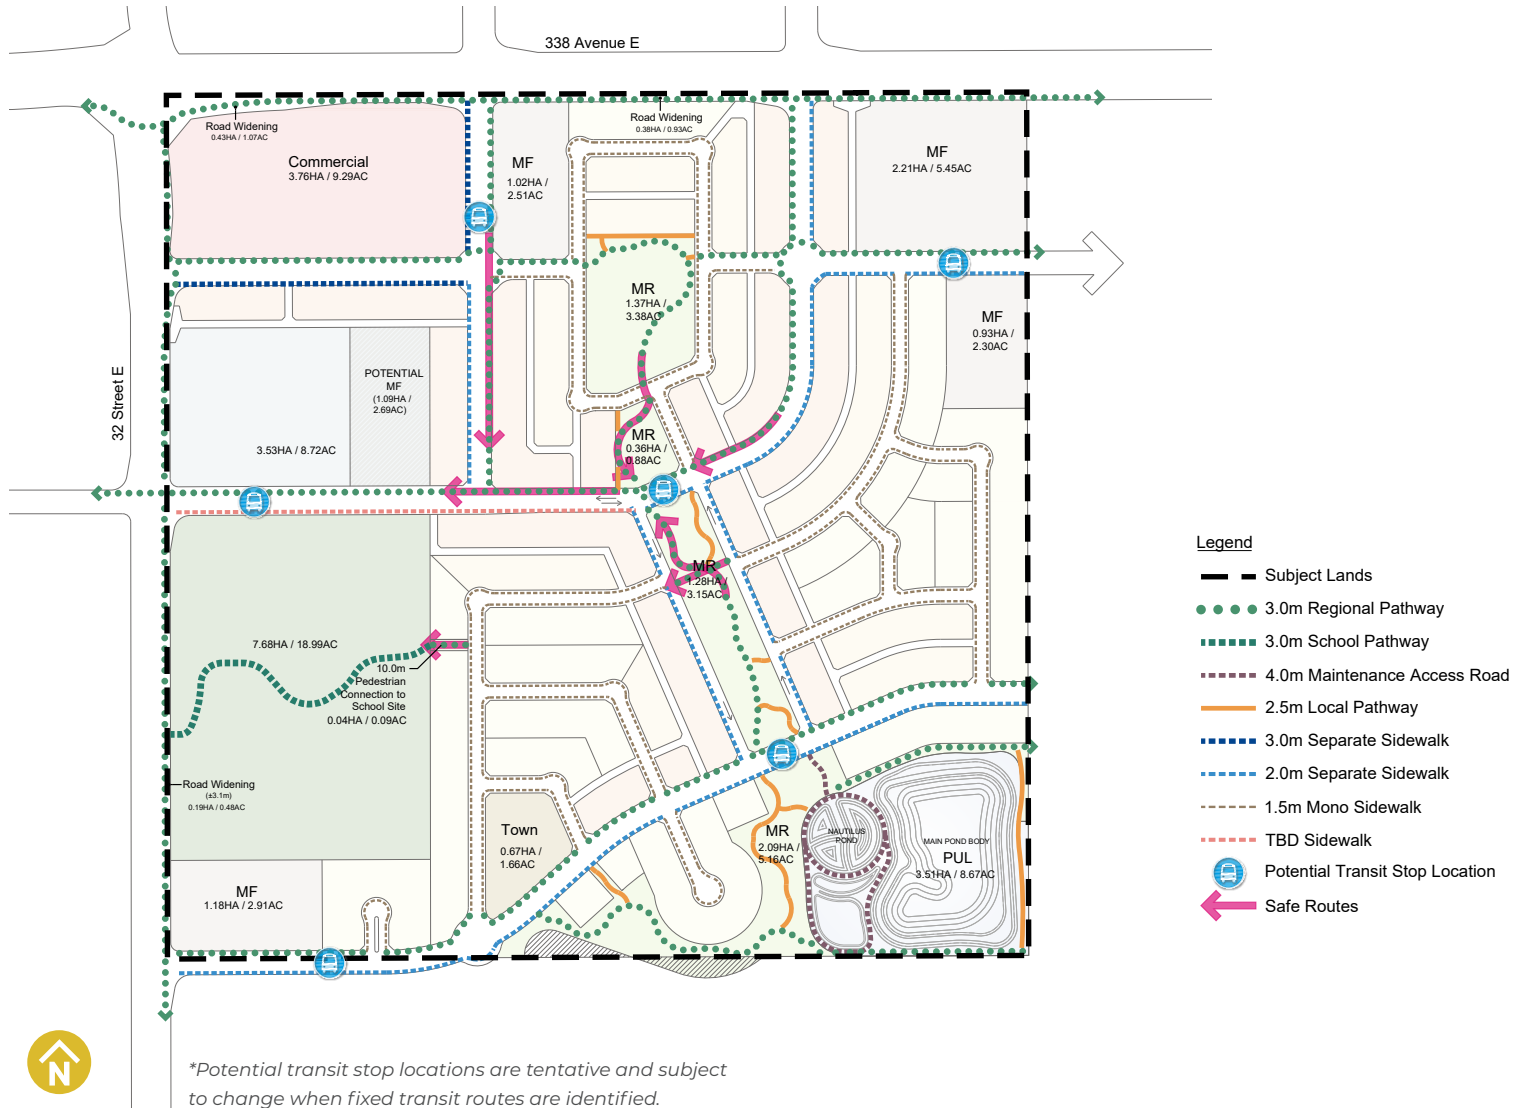 338 Avenue E
Road Widening
0.43HA / 1.07AC
Road Widening
0.38HA / 0.93AC
Commercial
3.76HA / 9.29AC
MF
1.02HA /
2.51AC
MF
2.21HA / 5.45AC
MR
1.37HA /
3.38AC
MF
0.93HA /
2.30AC
32 Street E
POTENTIAL
MF
(1.09HA /
2.69AC)
3.53HA / 8.72AC
MR
0.36HA /
0.88AC
MR
1.28HA /
3.15AC
7.68HA / 18.99AC
10.0m
Pedestrian
Connection to
School Site
0.04HA / 0.09AC
Road Widening
(±3.1m)
0.19HA / 0.48AC
Town
0.67HA /
1.66AC
MR
2.09HA /
5.16AC
NAUTILUS
POND
MAIN POND BODY
PUL
3.51HA / 8.67AC
MF
1.18HA / 2.91AC
N
*Potential transit stop locations are tentative and subject
to change when fixed transit routes are identified.
Legend
Subject Lands
3.0m Regional Pathway
3.0m School Pathway
4.0m Maintenance Access Road
2.5m Local Pathway
3.0m Separate Sidewalk
2.0m Separate Sidewalk
1.5m Mono Sidewalk
TBD Sidewalk
Potential Transit Stop Location
Safe Routes